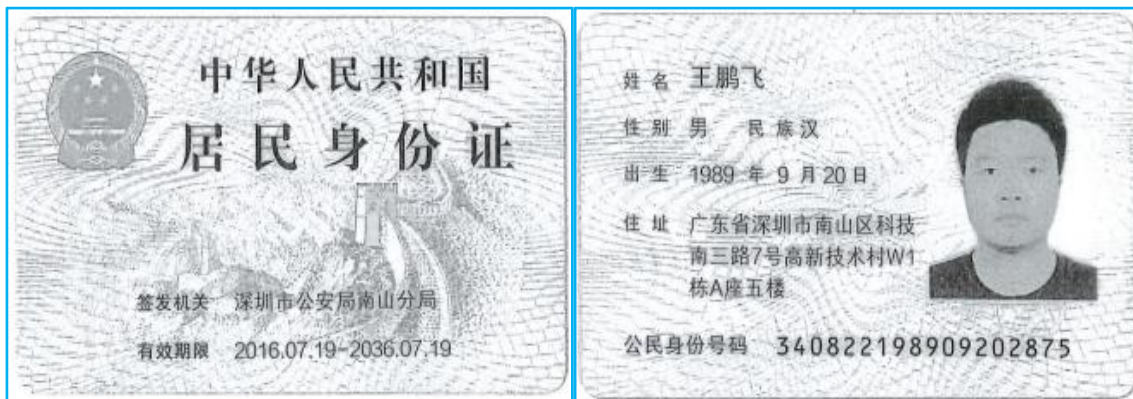 中华人民共和国
居民身份证
签发机关 深圳市公安局南山分局
有效期限 2016.07.19-2036.07.19
姓名 王鹏飞
性别 男 民族汉
出生 1989 年 9 月 20 日
住址 广东省深圳市南山区科技
南三路7号高新技术村W1
栋A座五楼
公民身份号码 340822198909202875